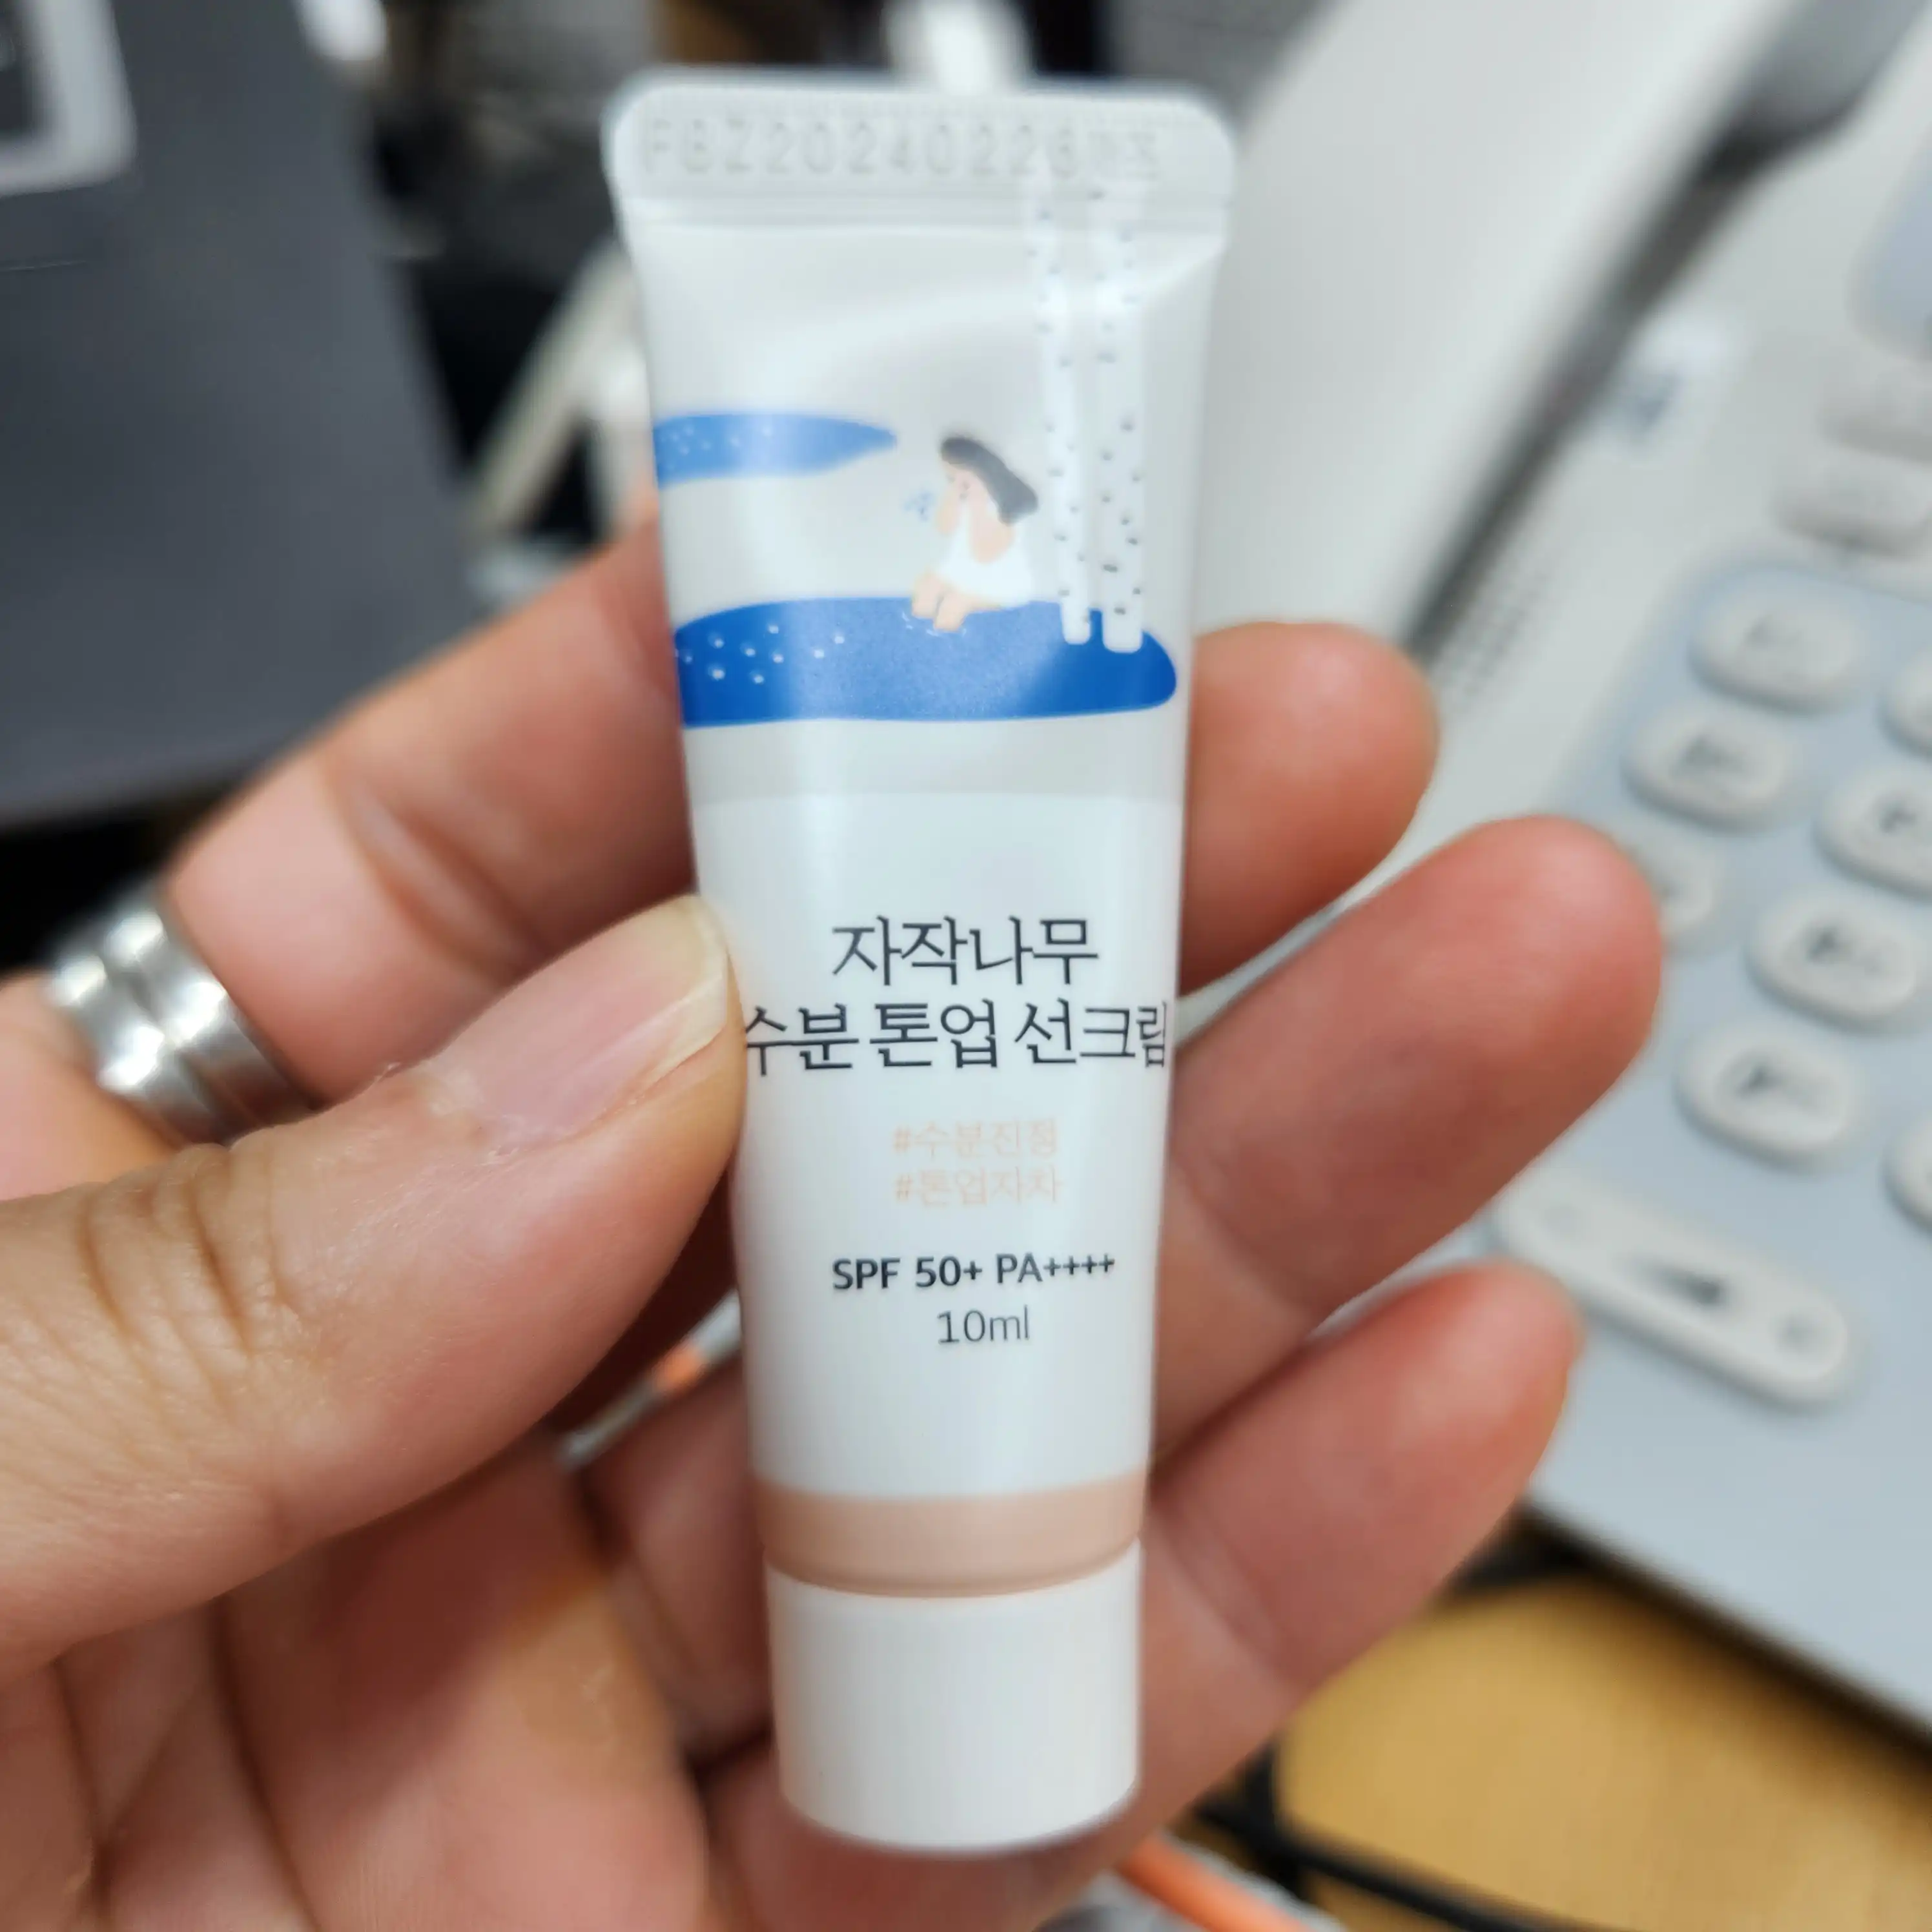 자작나무
수분 톤업 선크림
#수분진정
#톤업자차
SPF 50+ PA++++
10ml